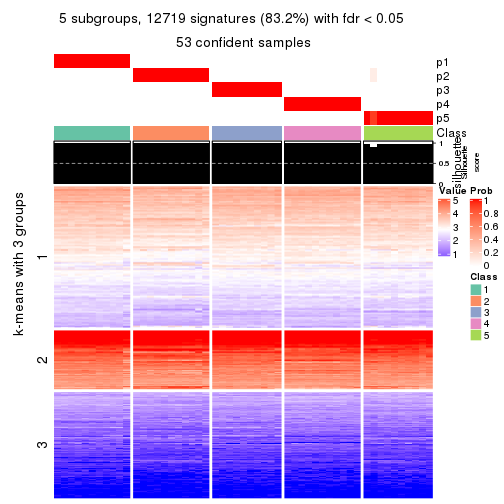 5 subgroups, 12719 signatures (83.2%) with fdr < 0.05
53 confident samples
p1
p2
p3
p4
p5
Class
1
0.5
0
silhouette
Silhouette
score
k-means with 3 groups
1
2
3
Value
5
4
3
2
1
Prob
1
0.8
0.6
0.4
0.2
0
Class
1
2
3
4
5